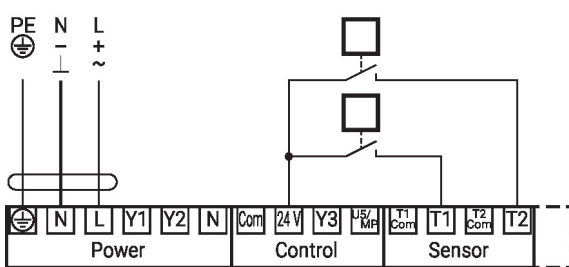 PE N L
− +
⊥ ~
N L Y1 Y2 N Com 24 V Y3 U5/MP T1 Com T1 T2 Com T2
Power Control Sensor